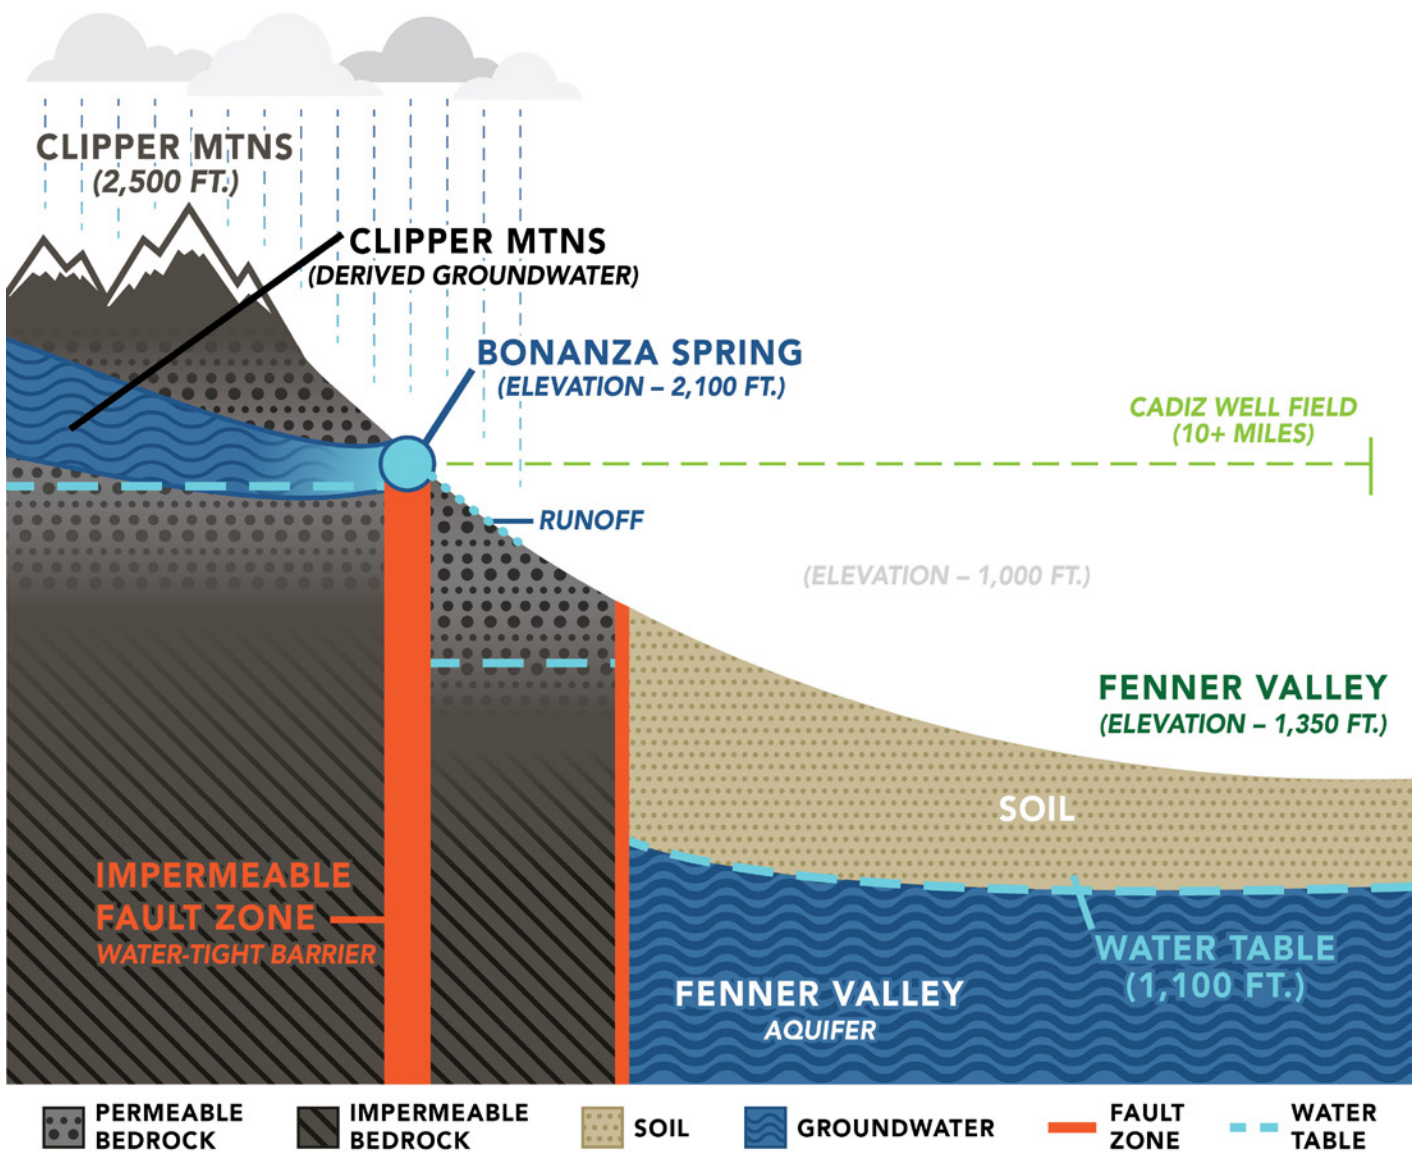 CLIPPER MTNS
(2,500 FT.)
CLIPPER MTNS
(DERIVED GROUNDWATER)
BONANZA SPRING
(ELEVATION – 2,100 FT.)
CADIZ WELL FIELD
(10+ MILES)
RUNOFF
(ELEVATION – 1,000 FT.)
FENNER VALLEY
(ELEVATION – 1,350 FT.)
SOIL
IMPERMEABLE
FAULT ZONE
WATER-TIGHT BARRIER
WATER TABLE
(1,100 FT.)
FENNER VALLEY
AQUIFER
PERMEABLE
BEDROCK
IMPERMEABLE
BEDROCK
SOIL
GROUNDWATER
FAULT
ZONE
WATER
TABLE